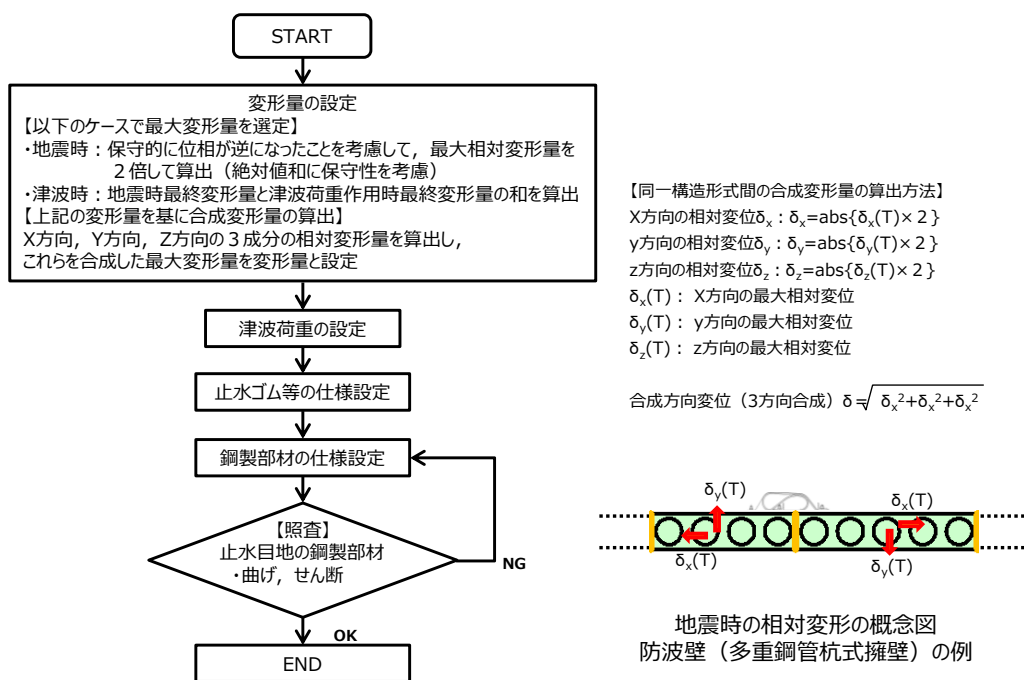 START
変形量の設定
【以下のケースで最大変形量を選定】
・地震時：保守的に位相が逆になったことを考慮して，最大相対変形量を
２倍して算出（絶対値和に保守性を考慮）
・津波時：地震時最終変形量と津波荷重作用時最終変形量の和を算出
【上記の変形量を基に合成変形量の算出】
X方向，Y方向，Z方向の３成分の相対変形量を算出し，
これらを合成した最大変形量を変形量と設定
津波荷重の設定
止水ゴム等の仕様設定
鋼製部材の仕様設定
【照査】
止水目地の鋼製部材
・曲げ，せん断
NG
OK
END
【同一構造形式間の合成変形量の算出方法】
X方向の相対変位δx：δx=abs{δx(T)×２}
y方向の相対変位δy：δy=abs{δy(T)×２}
z方向の相対変位δz：δz=abs{δz(T)×２}
δx(T)： X方向の最大相対変位
δy(T)： y方向の最大相対変位
δz(T)： z方向の最大相対変位
合成方向変位（3方向合成）δ=√ δx²+δx²+δx²
δy(T)
δx(T)
δx(T)
δy(T)
地震時の相対変形の概念図
防波壁（多重鋼管杭式擁壁）の例